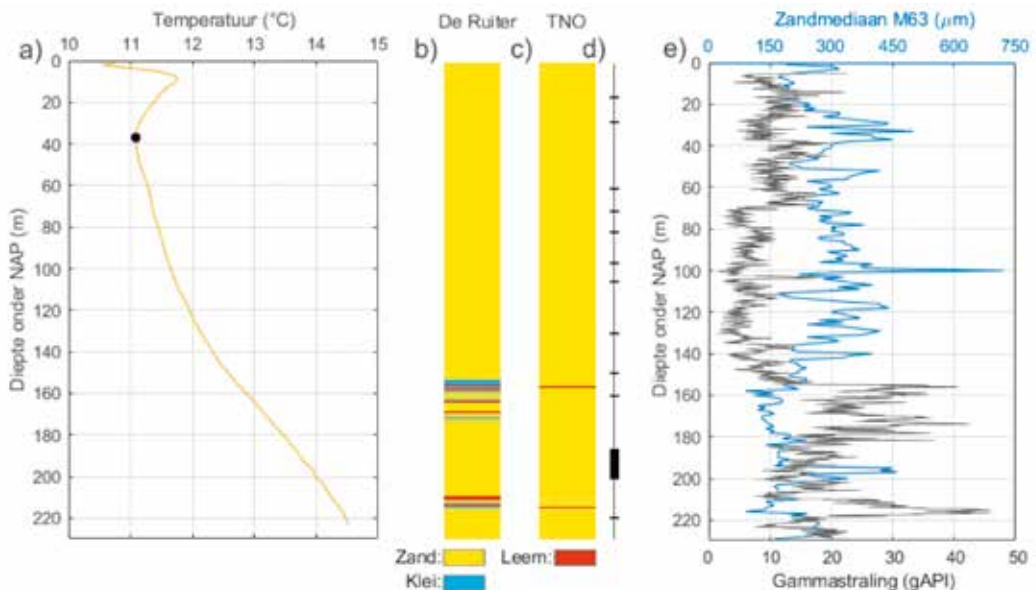 Temperatuur (°C)
De Ruiter
TNO
Zandmediaan M63 (μm)
a)
10 11 12 13 14 15
b)
c)
d)
e)
0 150 300 450 600 750
Diepte onder NAP (m)
0
20
40
60
80
100
120
140
160
180
200
220
Diepte onder NAP (m)
0
20
40
60
80
100
120
140
160
180
200
220
0 10 20 30 40 50
Gammastraling (gAPI)
Zand:
Leem:
Klei: